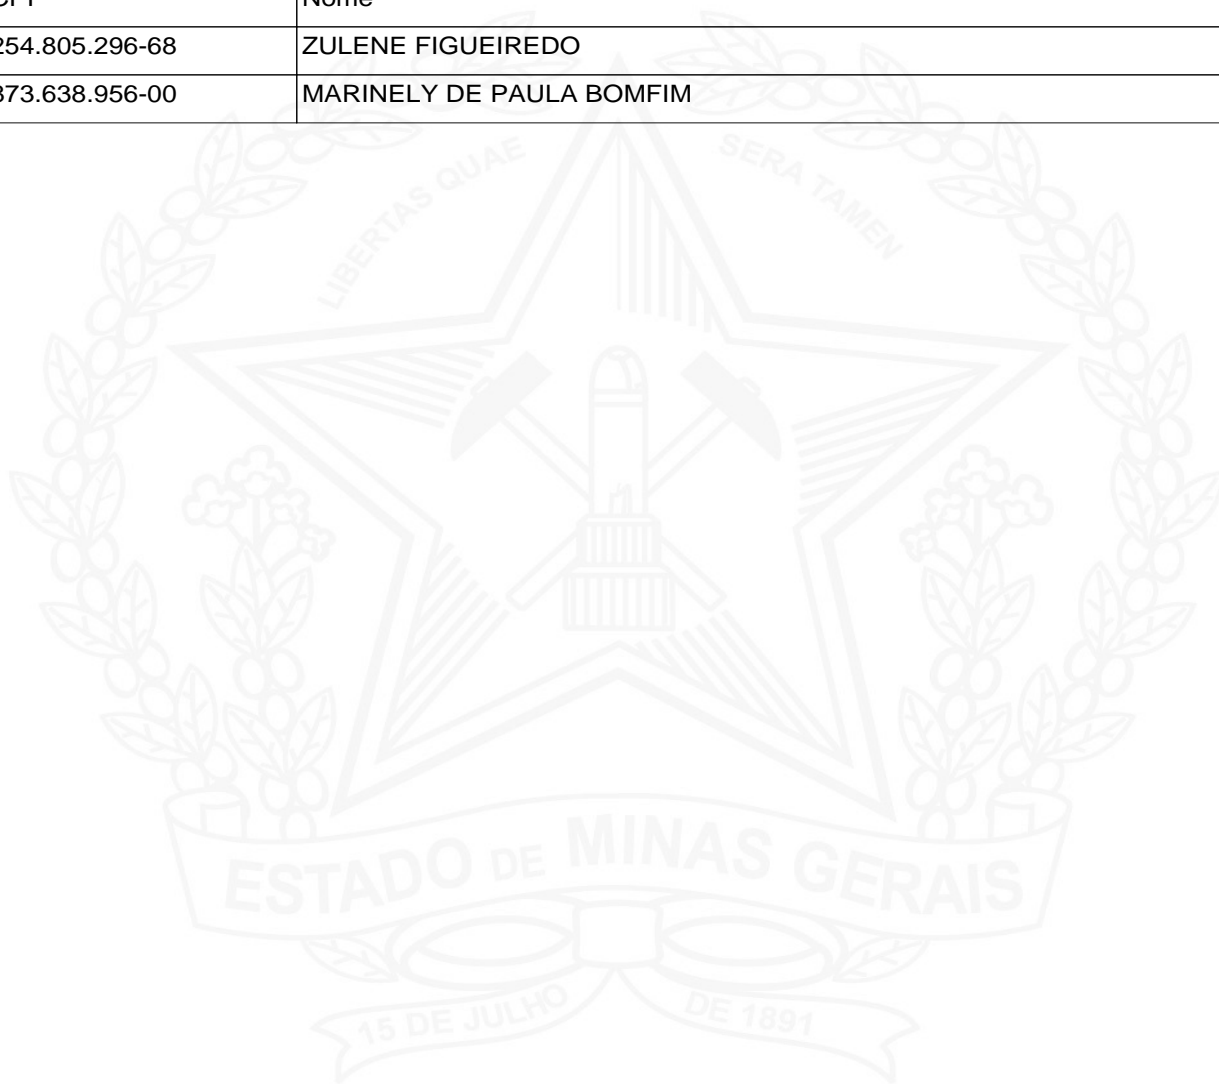 Nome
254.805.296-68 ZULENE FIGUEIREDO
873.638.956-00 MARINELY DE PAULA BOMFIM
LIBERTAS QUAE SERA TAMEN
ESTADO DE MINAS GERAIS
15 DE JULHO DE 1891